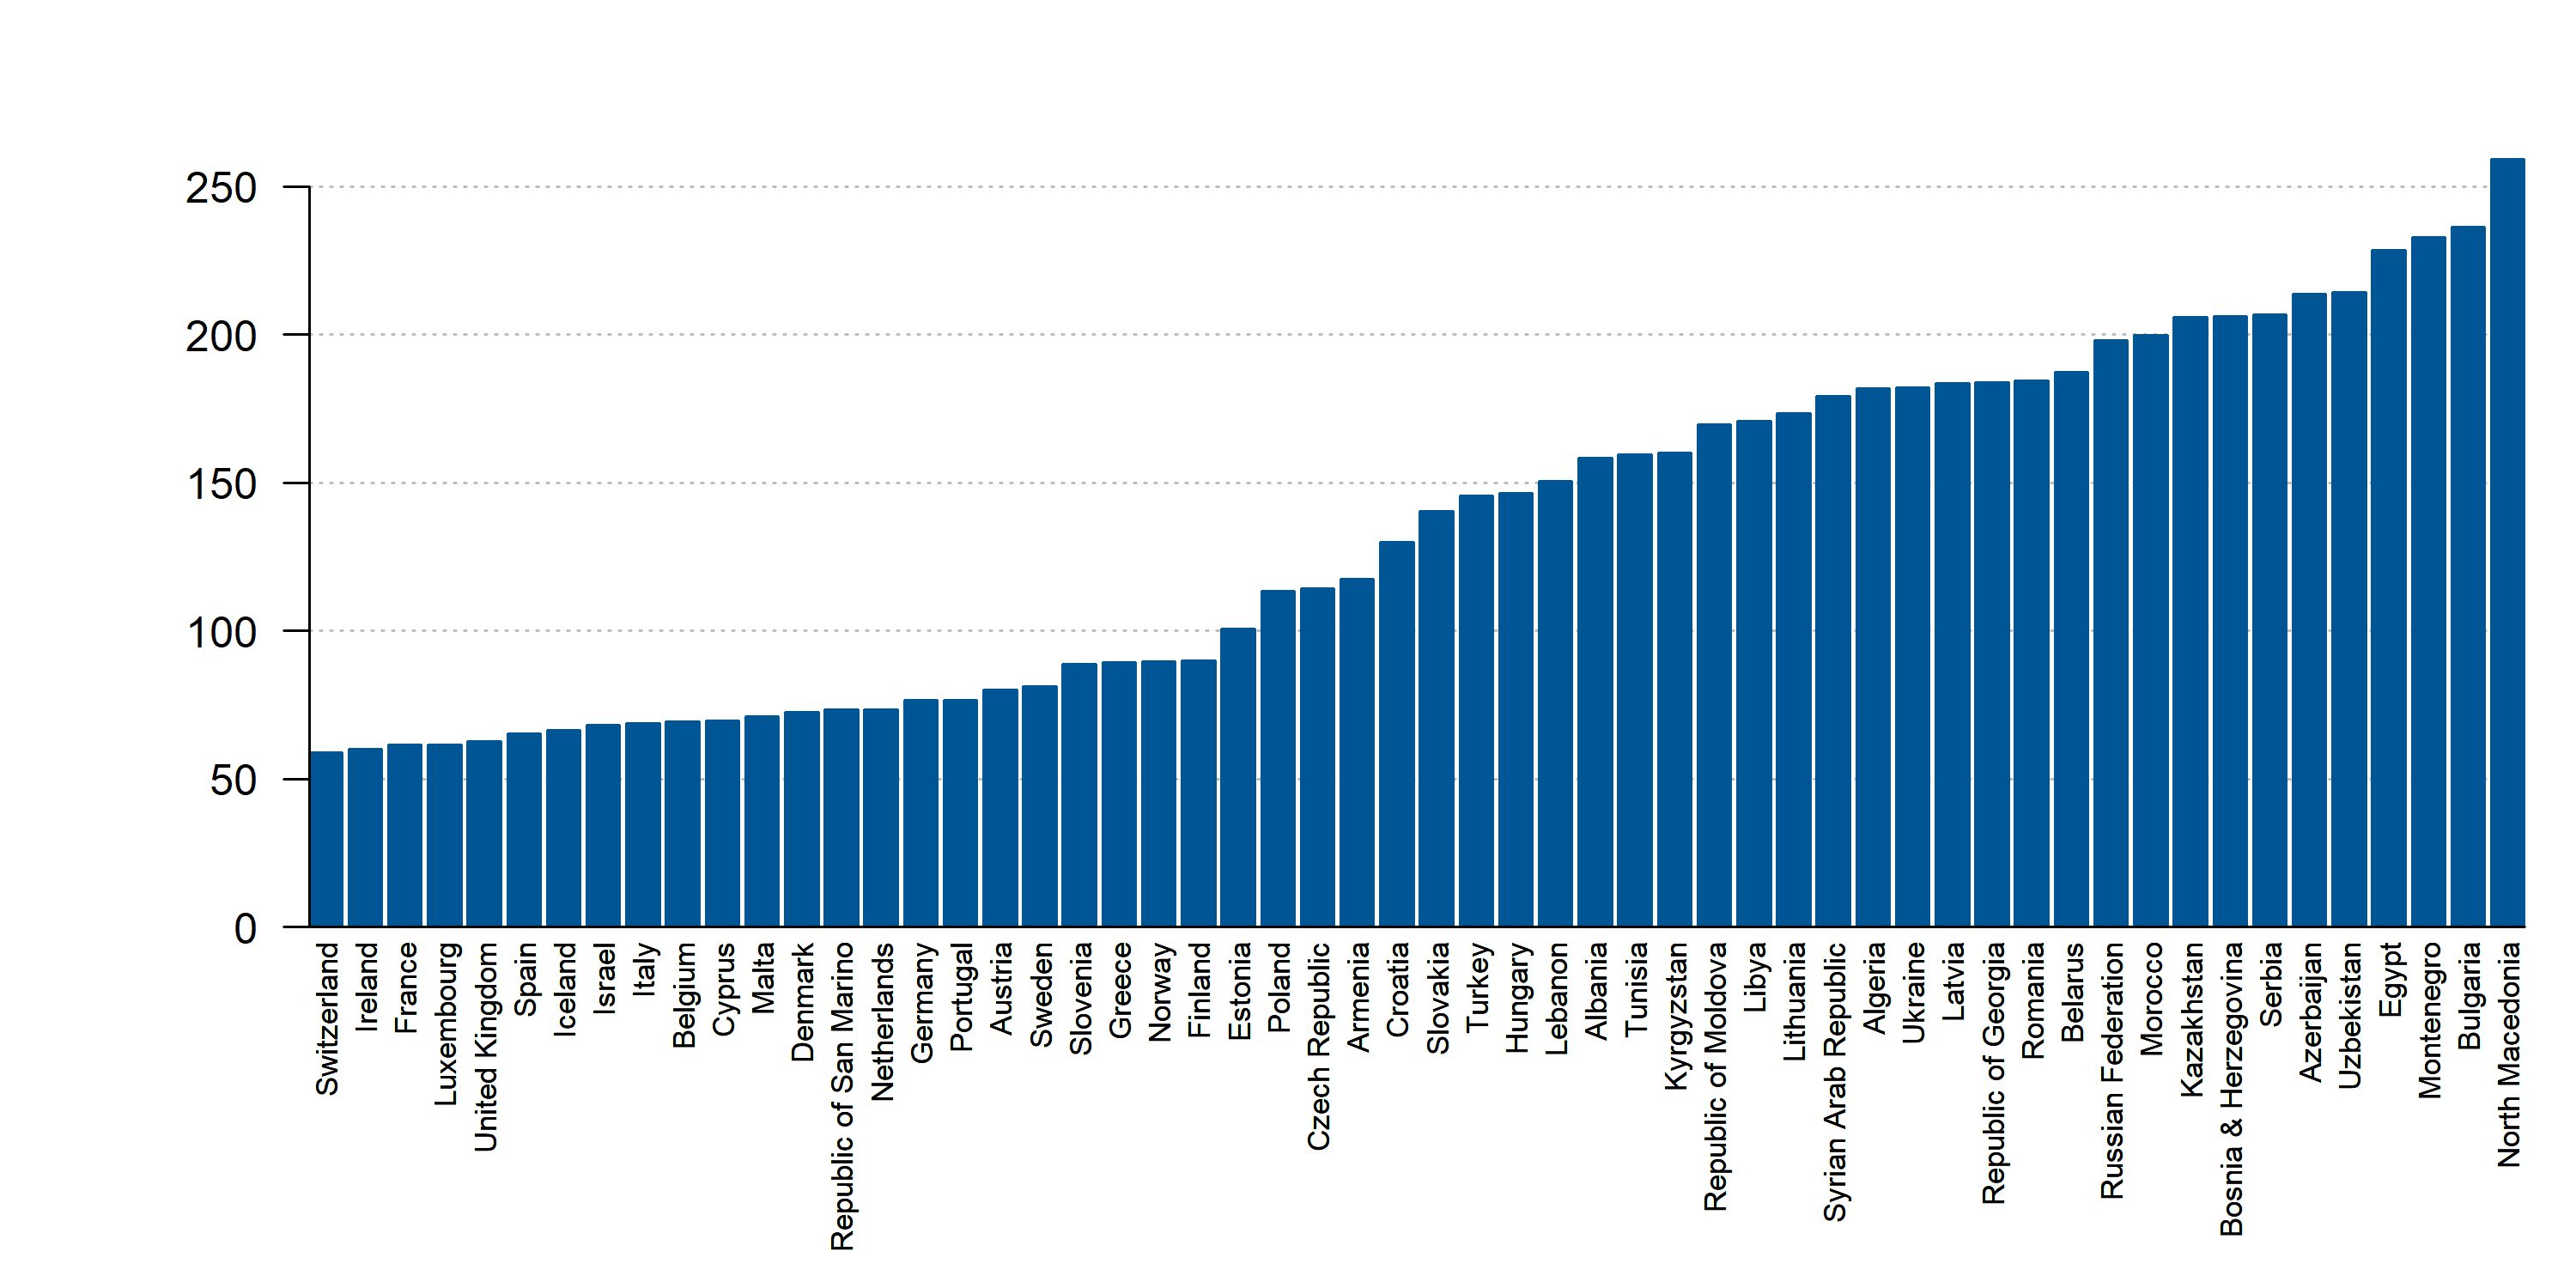 250
200
150
100
50
0
Switzerland
Ireland
France
Luxembourg
United Kingdom
Spain
Iceland
Israel
Italy
Belgium
Cyprus
Malta
Denmark
Republic of San Marino
Netherlands
Germany
Portugal
Austria
Sweden
Slovenia
Greece
Norway
Finland
Estonia
Poland
Czech Republic
Armenia
Croatia
Slovakia
Turkey
Hungary
Lebanon
Albania
Tunisia
Kyrgyzstan
Republic of Moldova
Libya
Lithuania
Syrian Arab Republic
Algeria
Ukraine
Latvia
Republic of Georgia
Romania
Belarus
Russian Federation
Morocco
Kazakhstan
Bosnia & Herzegovina
Serbia
Azerbaijan
Uzbekistan
Egypt
Montenegro
Bulgaria
North Macedonia